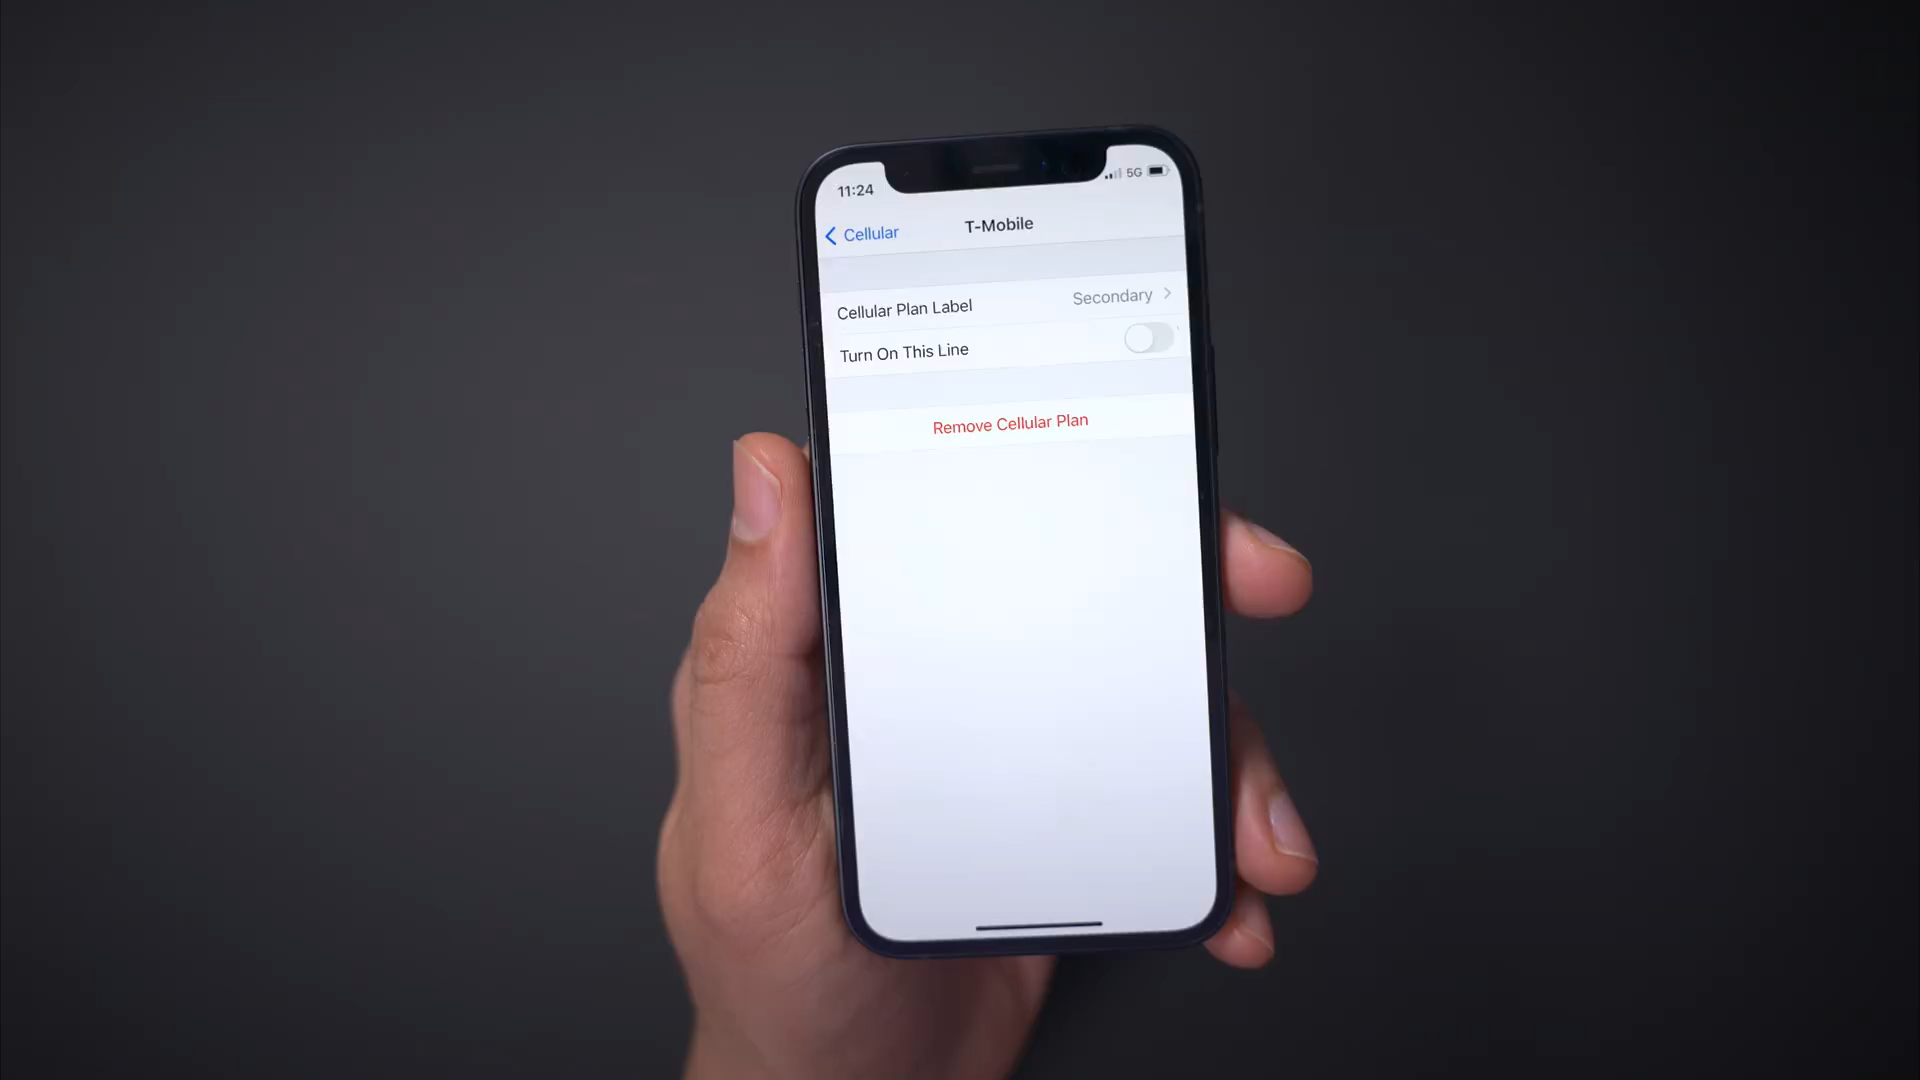 11:24
5G
Cellular
T-Mobile
Cellular Plan Label
Secondary
Turn On This Line
Remove Cellular Plan